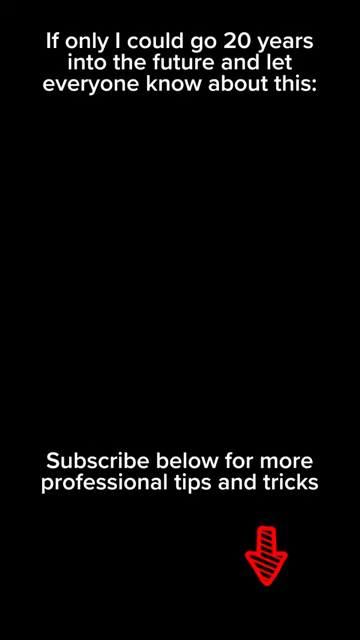 If only I could go 20 years
into the future and let
everyone know about this:
Subscribe below for more
professional tips and tricks